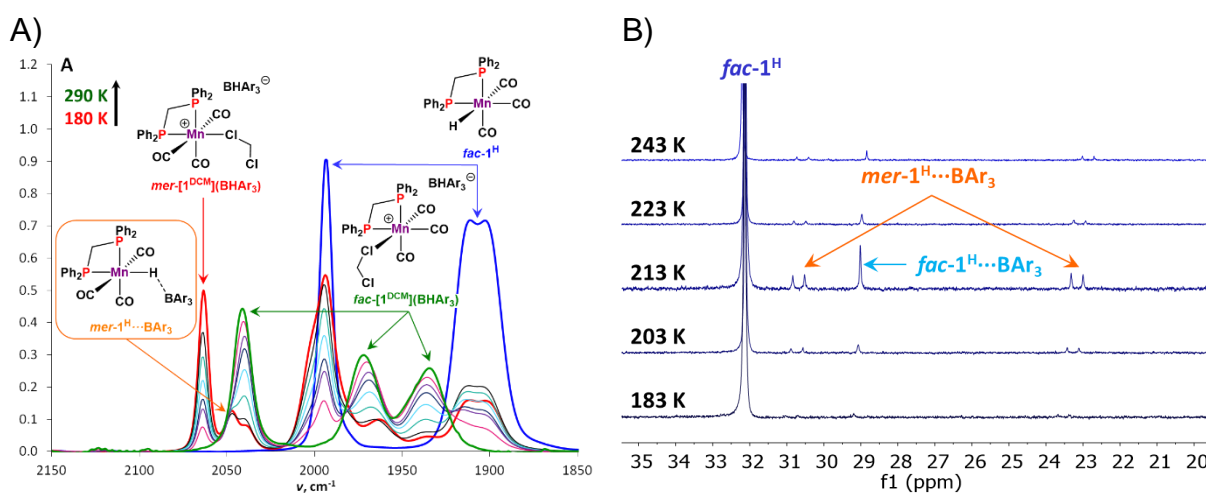 A)
A
1.2
1.1
1.0
0.9
0.8
0.7
0.6
0.5
0.4
0.3
0.2
0.1
0.0
290 K
180 K
PPh2
Ph2P
Mn
⊕
CO
Cl
OC
CO
Cl
BHAr3⊖
mer-[1DCM](BHAr3)
PPh2
Ph2P
Mn
CO
H
CO
CO
fac-1H
PPh2
Ph2P
Mn
⊕
CO
CO
CO
Cl
Cl
BHAr3⊖
fac-[1DCM](BHAr3)
PPh2
Ph2P
Mn
CO
H
OC
CO
BAr3
mer-1H···BAr3
2150 2100 2050 2000 1950 1900 1850
ν, cm-1
B)
fac-1H
243 K
mer-1H···BAr3
223 K
213 K
fac-1H···BAr3
203 K
183 K
35 34 33 32 31 30 29 28 27 26 25 24 23 22 21 20
f1 (ppm)